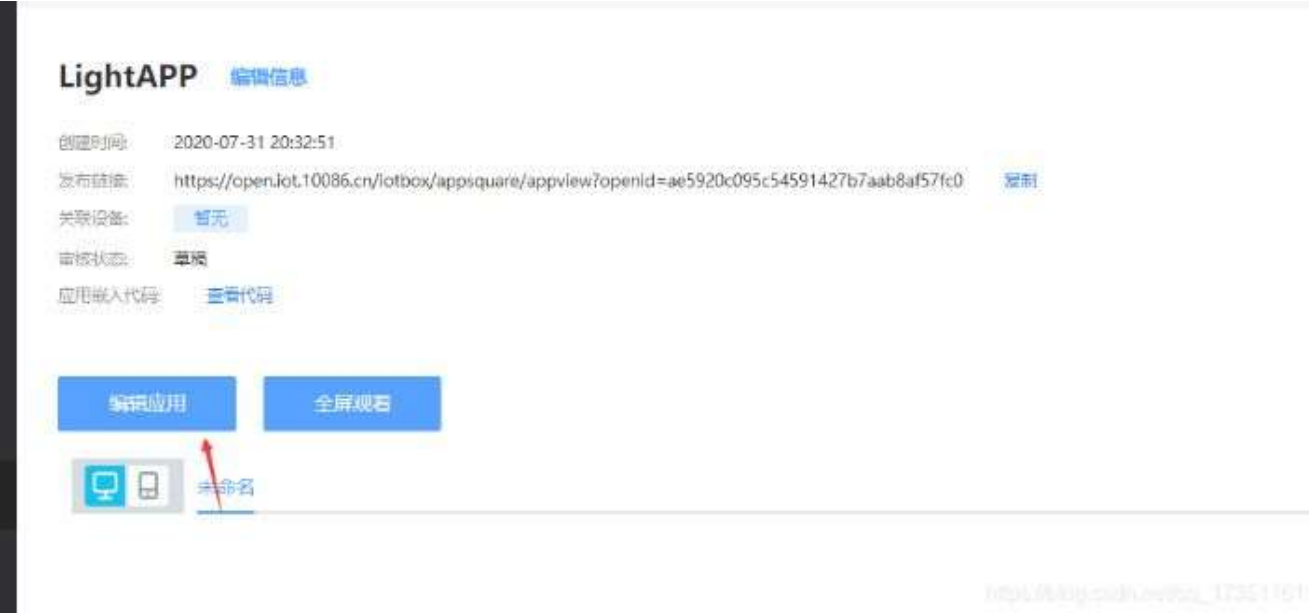 LightAPP 编辑信息
创建时间: 2020-07-31 20:32:51
发布链接: https://open.iot.10086.cn/iotbox/appsquare/appview?openid=ae5920c095c54591427b7aab8af57fc0 复制
关联设备: 暂无
审核状态: 草稿
应用嵌入代码: 查看代码
编辑应用 全屏观看
未命名